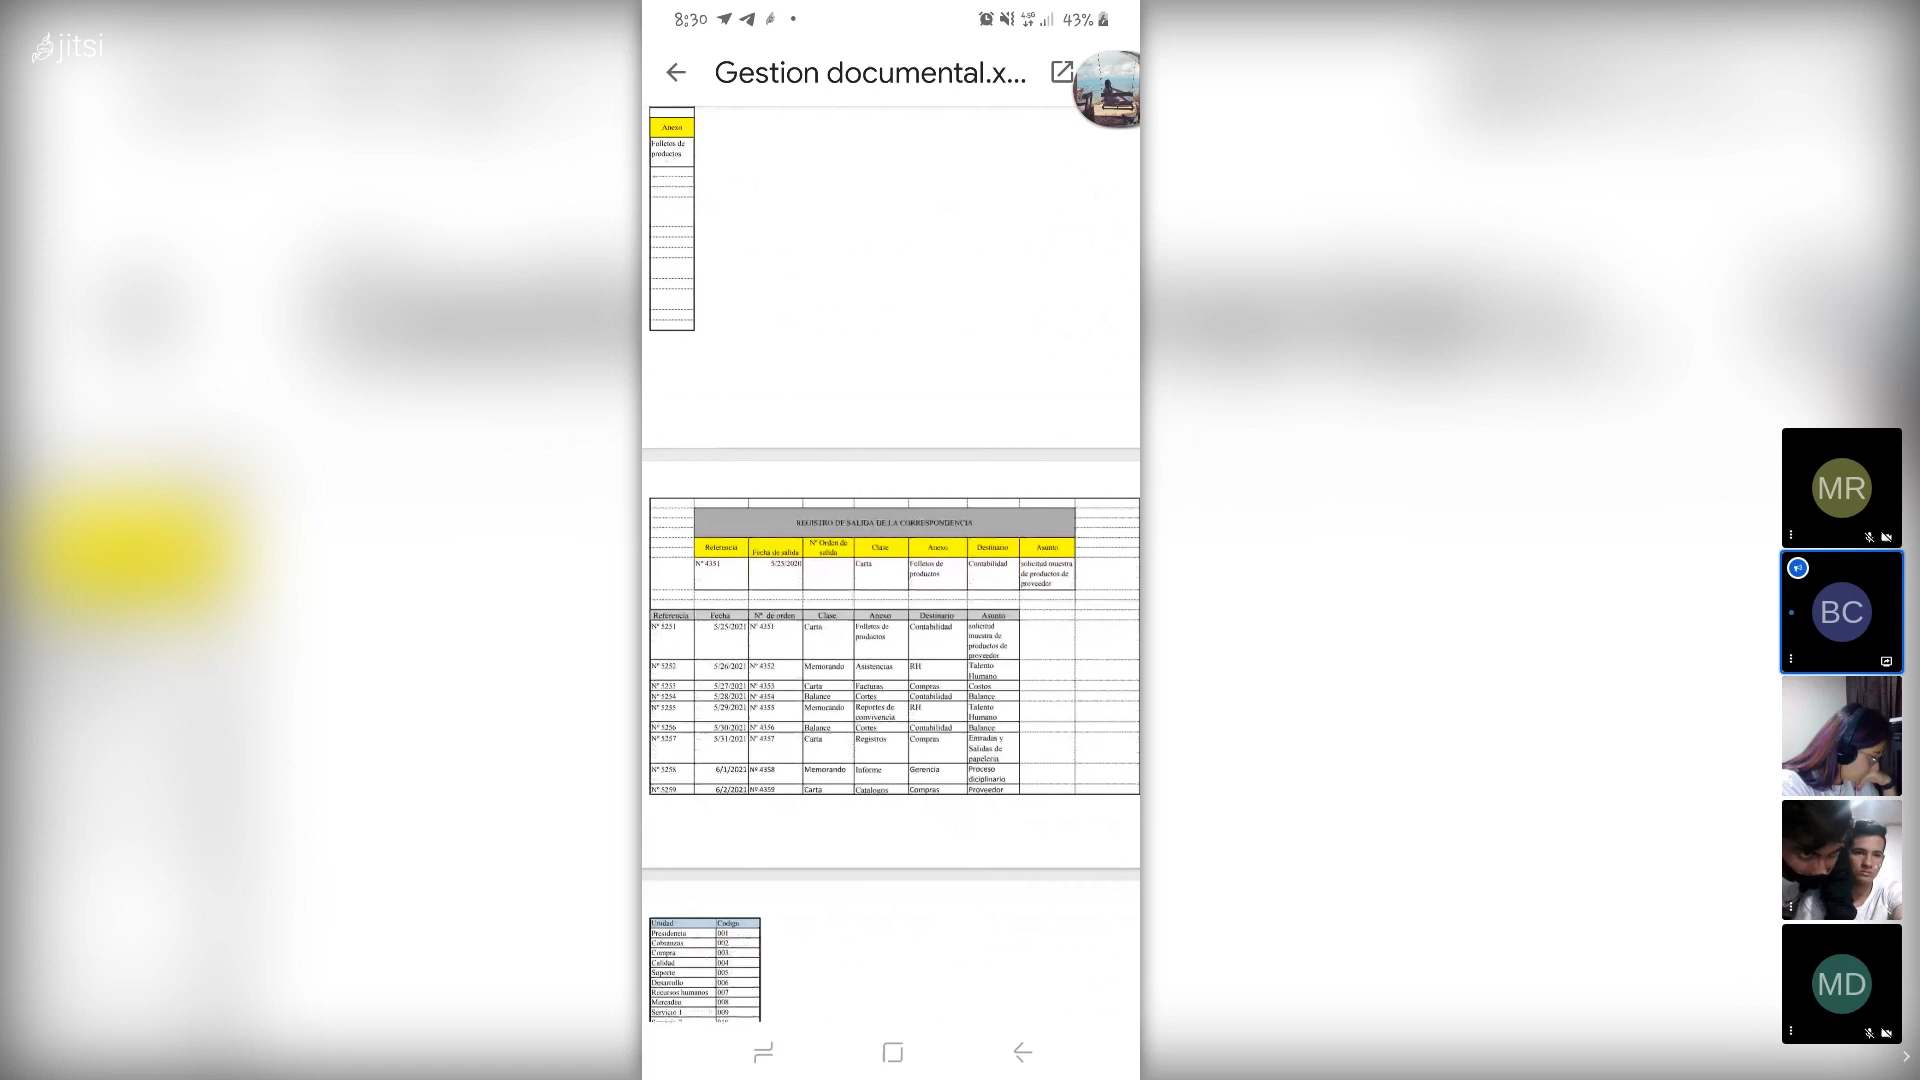 jitsi
8:30 4.5G 43%
Gestion documental.x...
Anexo
Folletos de
productos
REGISTRO DE SALIDA DE LA CORRESPONDENCIA
Referencia Fecha de salida Nº Orden de salida Clase Anexo Destinario Asunto
Nº 4351 5/25/2020 Carta Folletos de productos Contabilidad solicitud muestra de productos de proveedor
Referencia Fecha Nº de orden Clase Anexo Destinario Asunto
Nº 5251 5/25/2021 Nº 4351 Carta Folletos de productos Contabilidad solicitud muestra de productos de proveedor
Nº 5252 5/26/2021 Nº 4352 Memorando Asistencias RH Talento Humano
Nº 5253 5/27/2021 Nº 4353 Carta Facturas Compras Costos
Nº 5254 5/28/2021 Nº 4354 Balance Cortes Contabilidad Balance
Nº 5255 5/29/2021 Nº 4355 Memorando Reportes de convivencia RH Talento Humano
Nº 5256 5/30/2021 Nº 4356 Balance Cortes Contabilidad Balance
Nº 5257 5/31/2021 Nº 4357 Carta Registros Compras Entradas y Salidas de papeleria
Nº 5258 6/1/2021 Nº 4358 Memorando Informe Gerencia Proceso diciplinario
Nº 5259 6/2/2021 Nº 4359 Carta Catalogos Compras Proveedor
Unidad Codigo
Presidencia 001
Cobranzas 002
Compra 003
Calidad 004
Soporte 005
Desarrollo 006
Recursos humanos 007
Mercadeo 008
Servicio 1 009
MR
BC
MD